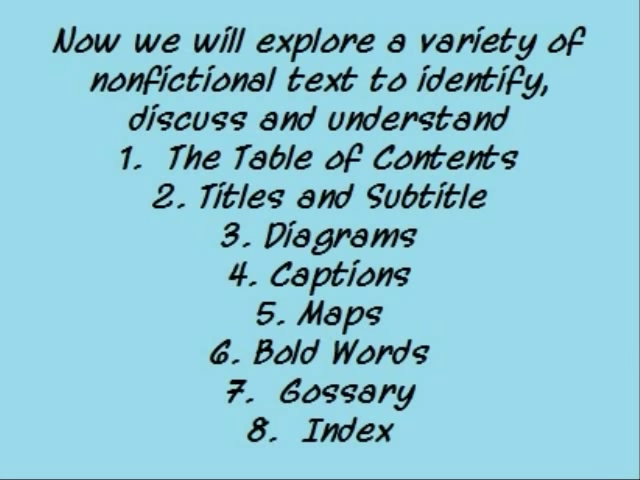 Now we will explore a variety of
nonfictional text to identify,
discuss and understand
1. The Table of Contents
2. Titles and Subtitle
3. Diagrams
4. Captions
5. Maps
6. Bold Words
7. Gossary
8. Index